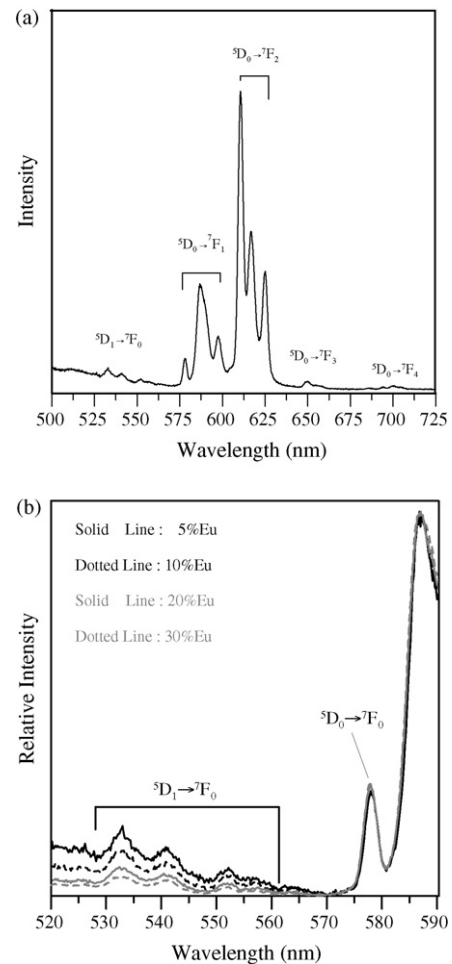 (a)
⁵D₀→⁷F₂
⁵D₀→⁷F₁
⁵D₁→⁷F₀
⁵D₀→⁷F₃
⁵D₀→⁷F₄
Intensity
500 525 550 575 600 625 650 675 700 725
Wavelength (nm)
(b)
Solid Line : 5%Eu
Dotted Line : 10%Eu
Solid Line : 20%Eu
Dotted Line : 30%Eu
⁵D₀→⁷F₀
⁵D₁→⁷F₀
Relative Intensity
520 530 540 550 560 570 580 590
Wavelength (nm)